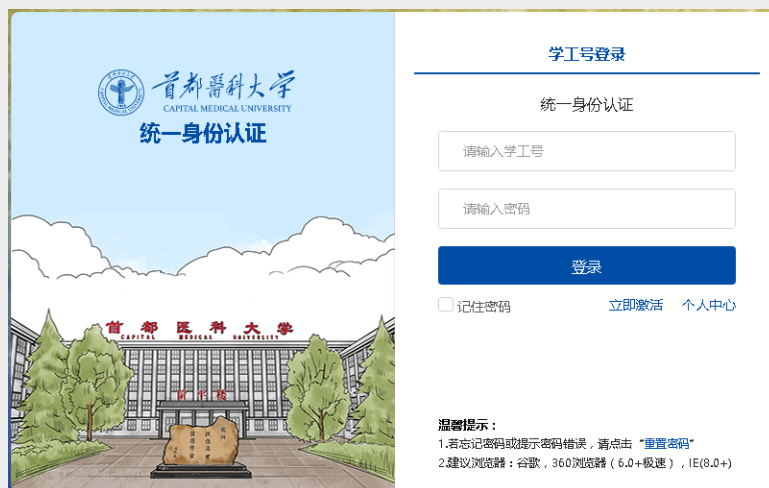 首都醫科大学
CAPITAL MEDICAL UNIVERSITY
统一身份认证
首都医科大学
CAPITAL MEDICAL UNIVERSITY
学工号登录
统一身份认证
请输入学工号
请输入密码
登录
记住密码 立即激活 个人中心
温馨提示：
1.若忘记密码或提示密码错误，请点击“重置密码”
2.建议浏览器：谷歌，360浏览器（6.0+极速），IE(8.0+)